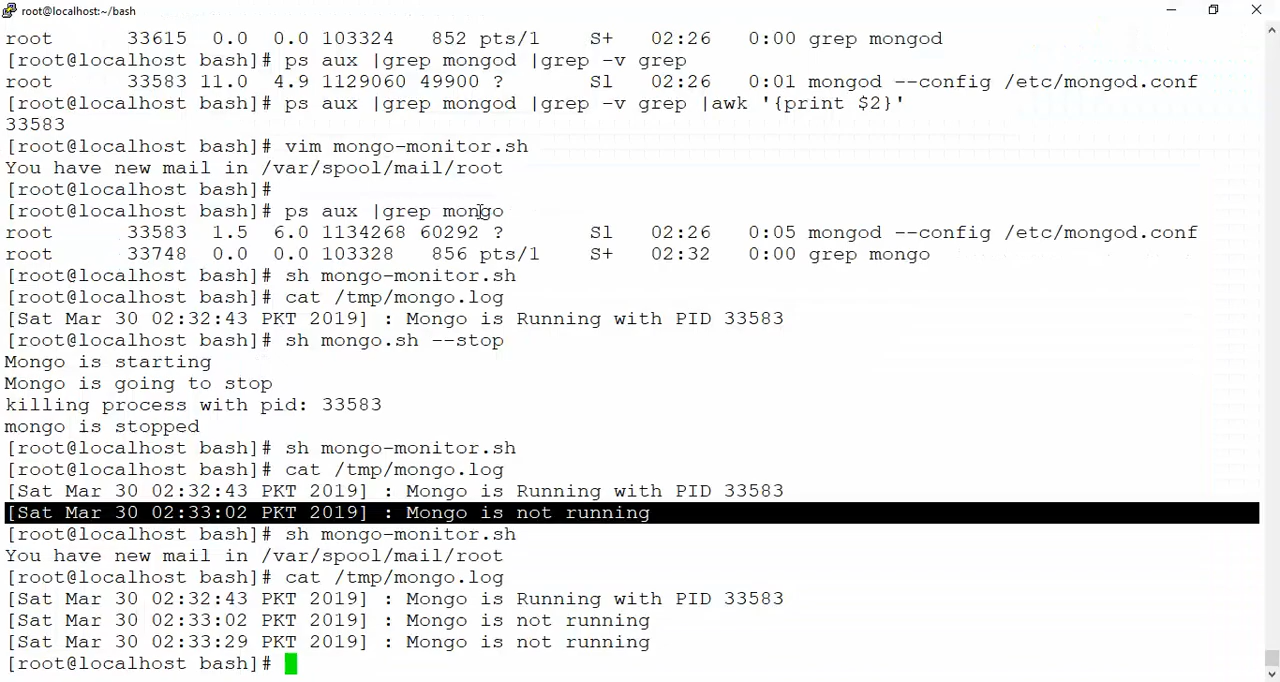 root@localhost:~/bash
root     33615  0.0  0.0 103324   852 pts/1    S+   02:26   0:00 grep mongod
[root@localhost bash]# ps aux |grep mongod |grep -v grep
root     33583 11.0  4.9 1129060 49900 ?       Sl   02:26   0:01 mongod --config /etc/mongod.conf
[root@localhost bash]# ps aux |grep mongod |grep -v grep |awk '{print $2}'
33583
[root@localhost bash]# vim mongo-monitor.sh
You have new mail in /var/spool/mail/root
[root@localhost bash]#
[root@localhost bash]# ps aux |grep mongo
root     33583  1.5  6.0 1134268 60292 ?       Sl   02:26   0:05 mongod --config /etc/mongod.conf
root     33748  0.0  0.0 103328   856 pts/1    S+   02:32   0:00 grep mongo
[root@localhost bash]# sh mongo-monitor.sh
[root@localhost bash]# cat /tmp/mongo.log
[Sat Mar 30 02:32:43 PKT 2019] : Mongo is Running with PID 33583
[root@localhost bash]# sh mongo.sh --stop
Mongo is starting
Mongo is going to stop
killing process with pid: 33583
mongo is stopped
[root@localhost bash]# sh mongo-monitor.sh
[root@localhost bash]# cat /tmp/mongo.log
[Sat Mar 30 02:32:43 PKT 2019] : Mongo is Running with PID 33583
[Sat Mar 30 02:33:02 PKT 2019] : Mongo is not running
[root@localhost bash]# sh mongo-monitor.sh
You have new mail in /var/spool/mail/root
[root@localhost bash]# cat /tmp/mongo.log
[Sat Mar 30 02:32:43 PKT 2019] : Mongo is Running with PID 33583
[Sat Mar 30 02:33:02 PKT 2019] : Mongo is not running
[Sat Mar 30 02:33:29 PKT 2019] : Mongo is not running
[root@localhost bash]#